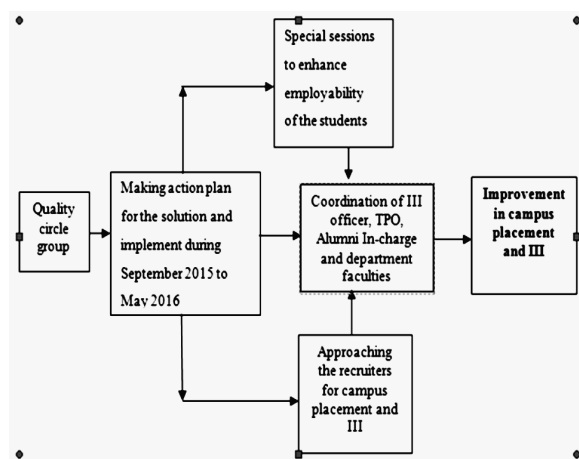 Special sessions
to enhance
employability
of the students
Quality
circle
group
Making action plan
for the solution and
implement during
September 2015 to
May 2016
Coordination of III
officer, TPO,
Alumni In-charge
and department
faculties
Improvement
in campus
placement
and III
Approaching
the recruiters
for campus
placement and
III